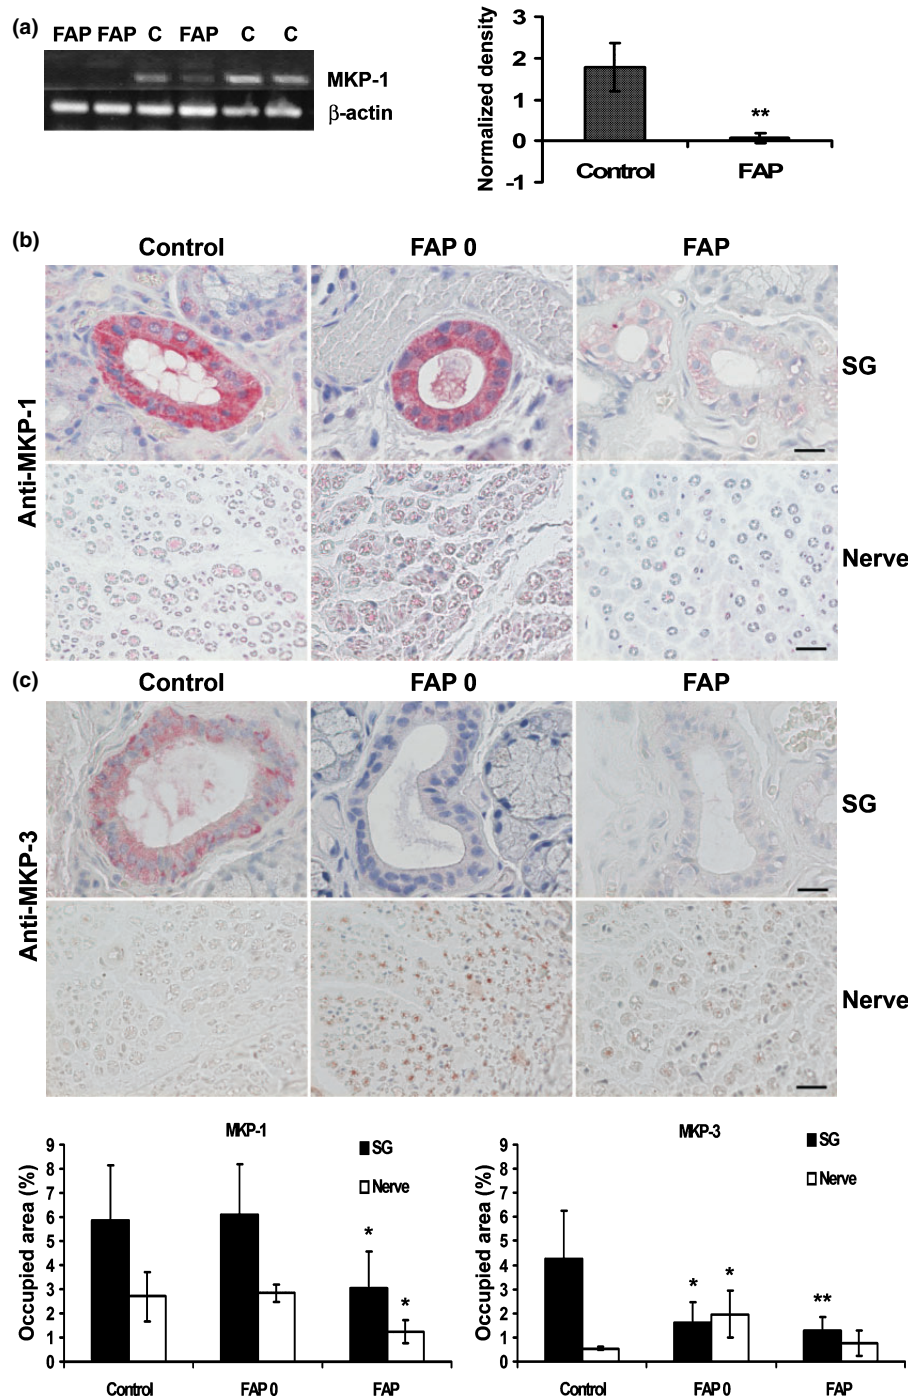 (a)
FAP FAP C FAP C C
MKP-1
β-actin
Normalized density
3
2
1
0
-1
**
Control FAP
(b)
Control FAP 0 FAP
Anti-MKP-1
SG
Nerve
(c)
Control FAP 0 FAP
Anti-MKP-3
SG
Nerve
MKP-1
Occupied area (%)
9
8
7
6
5
4
3
2
1
0
SG
Nerve
*
*
Control FAP 0 FAP
MKP-3
Occupied area (%)
9
8
7
6
5
4
3
2
1
0
SG
Nerve
*
*
**
Control FAP 0 FAP